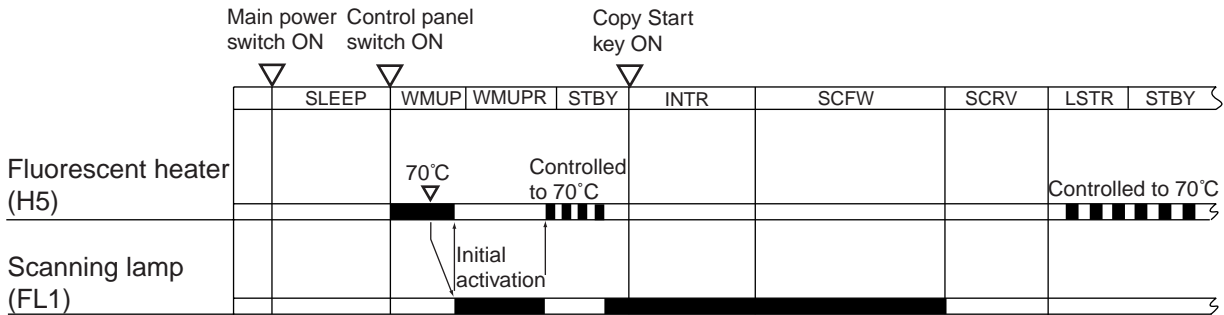 Main power
switch ON
Control panel
switch ON
Copy Start
key ON
SLEEP WMUP WMUPR STBY INTR SCFW SCRV LSTR STBY
Fluorescent heater
(H5)
70°C
Controlled
to 70°C
Controlled to 70°C
Initial
activation
Scanning lamp
(FL1)